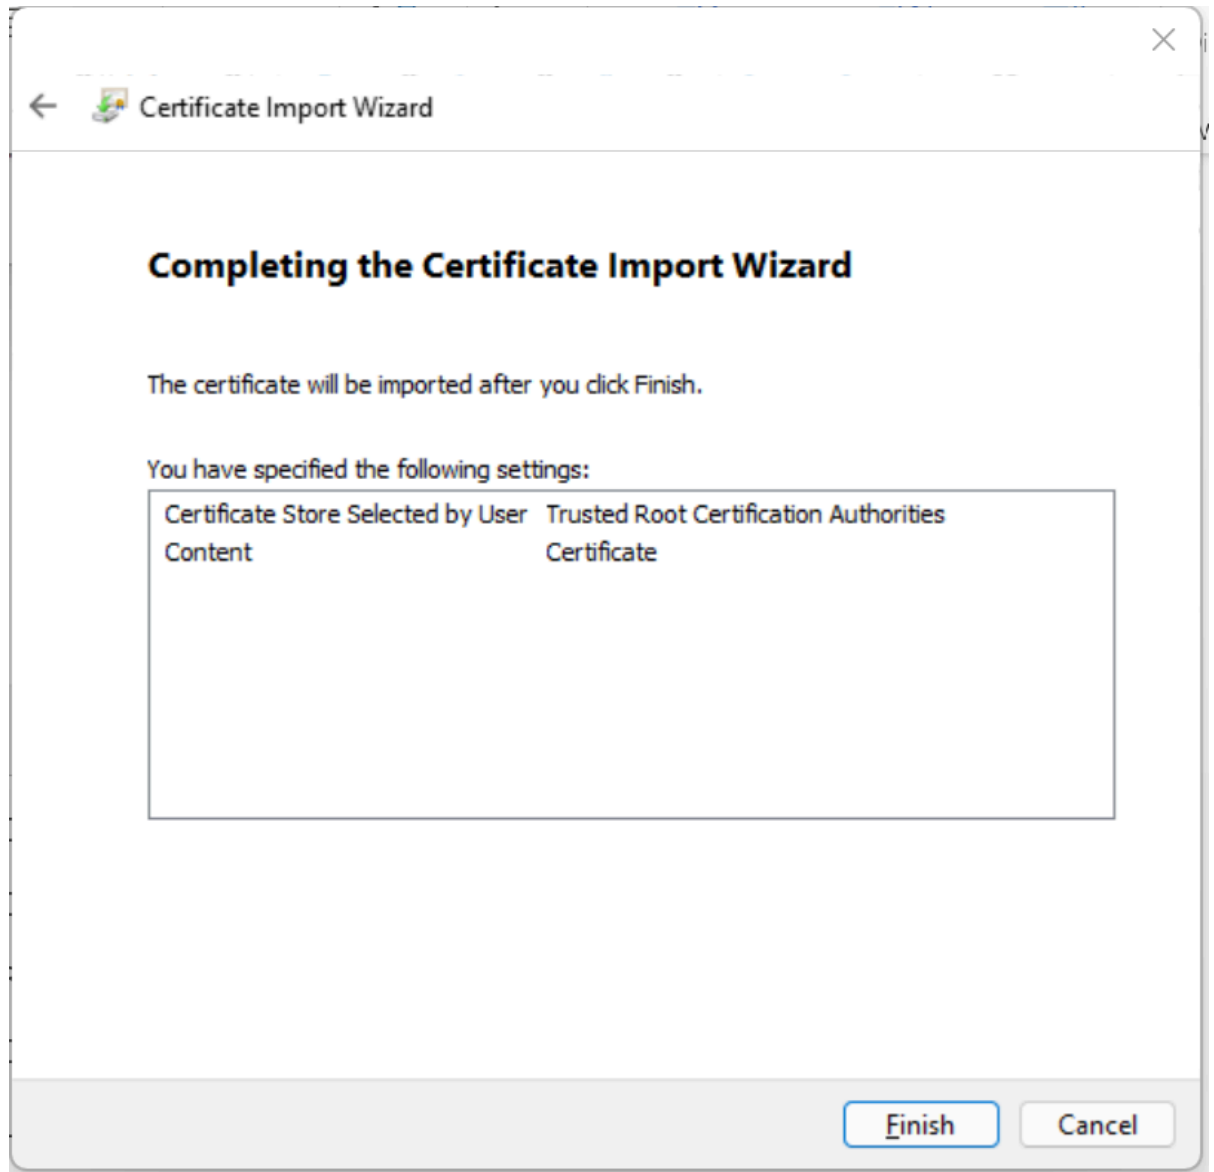 Certificate Import Wizard
Completing the Certificate Import Wizard
The certificate will be imported after you click Finish.
You have specified the following settings:
Certificate Store Selected by User Trusted Root Certification Authorities
Content Certificate
Finish Cancel